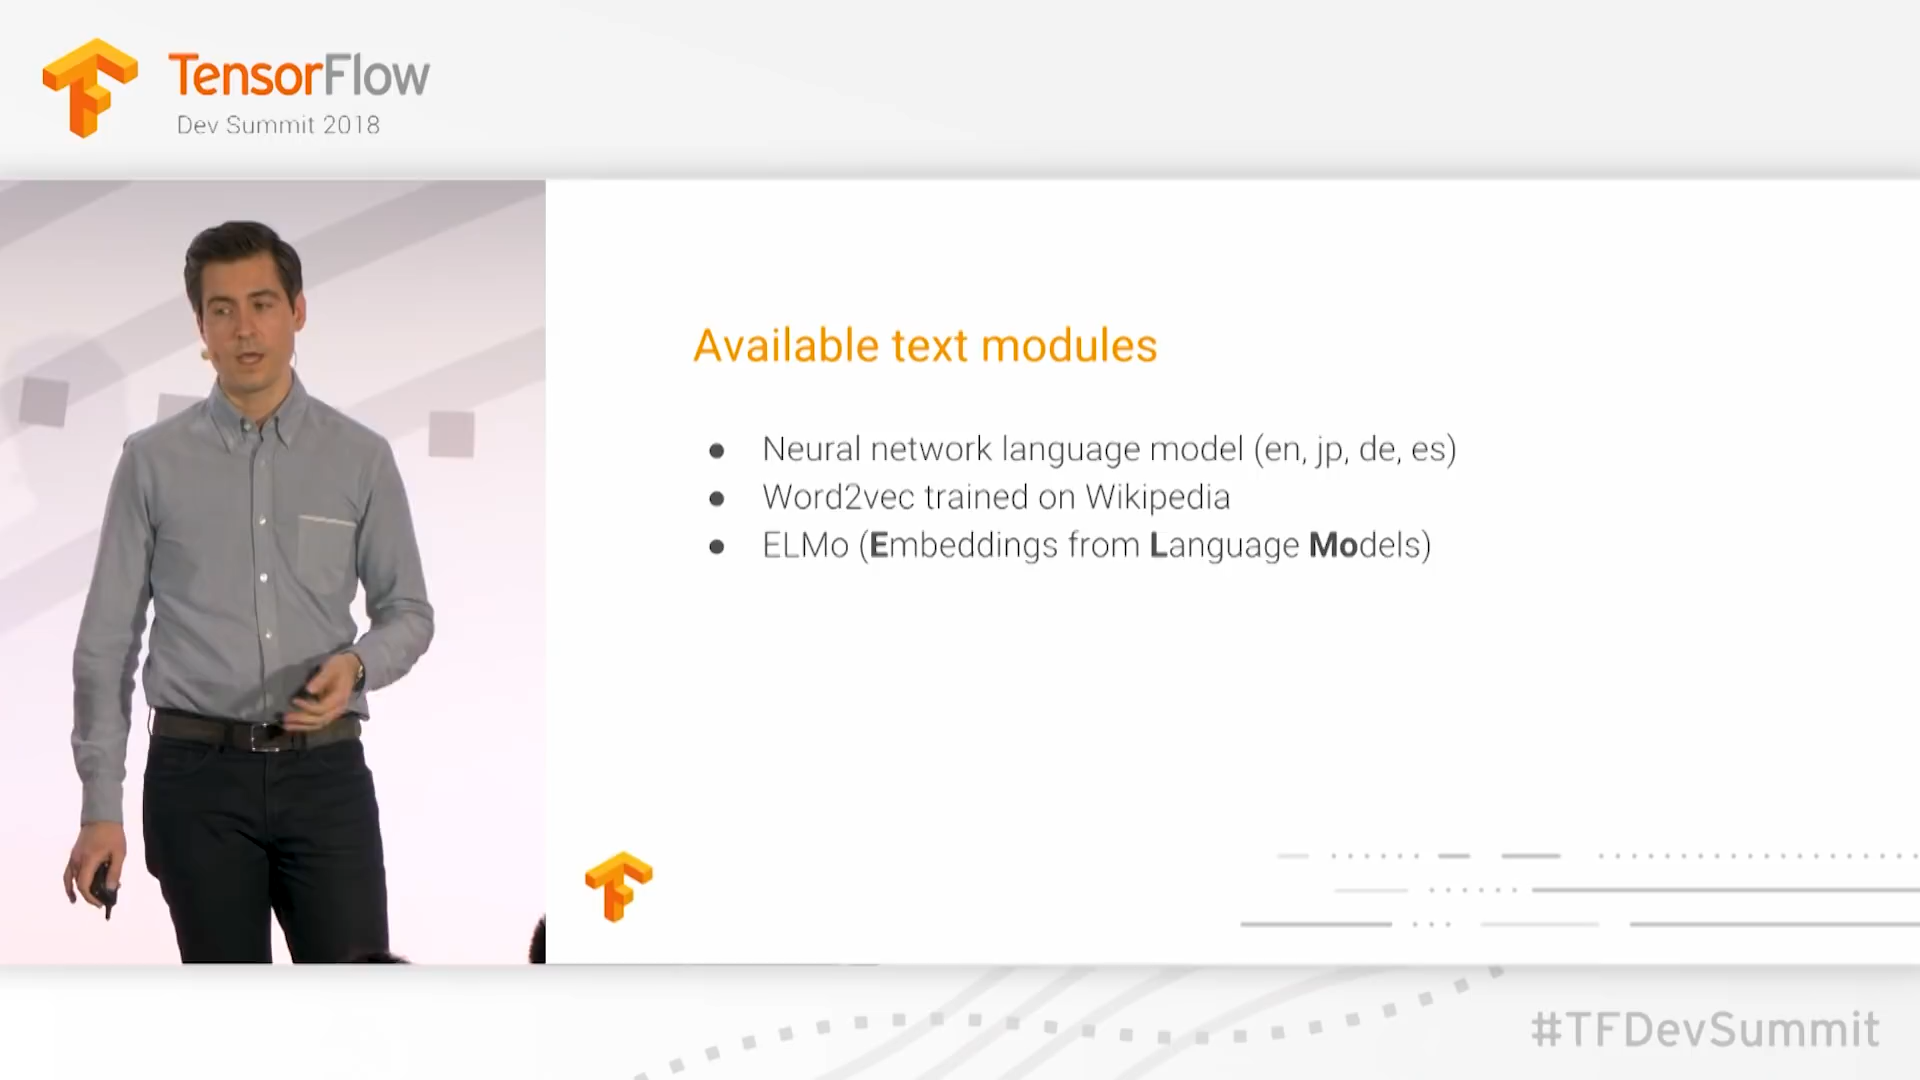 TensorFlow
Dev Summit 2018
Available text modules
● Neural network language model (en, jp, de, es)
● Word2vec trained on Wikipedia
● ELMo (Embeddings from Language Models)
#TFDevSummit